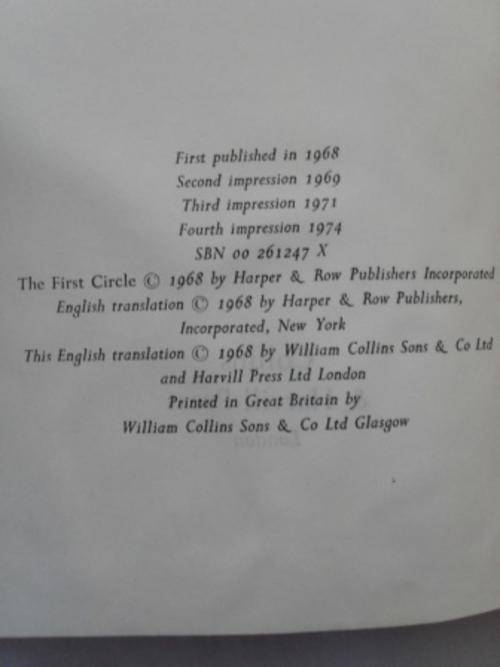 First published in 1968
Second impression 1969
Third impression 1971
Fourth impression 1974
SBN 00 261247 X
The First Circle © 1968 by Harper & Row Publishers Incorporated
English translation © 1968 by Harper & Row Publishers,
Incorporated, New York
This English translation © 1968 by William Collins Sons & Co Ltd
and Harvill Press Ltd London
Printed in Great Britain by
William Collins Sons & Co Ltd Glasgow